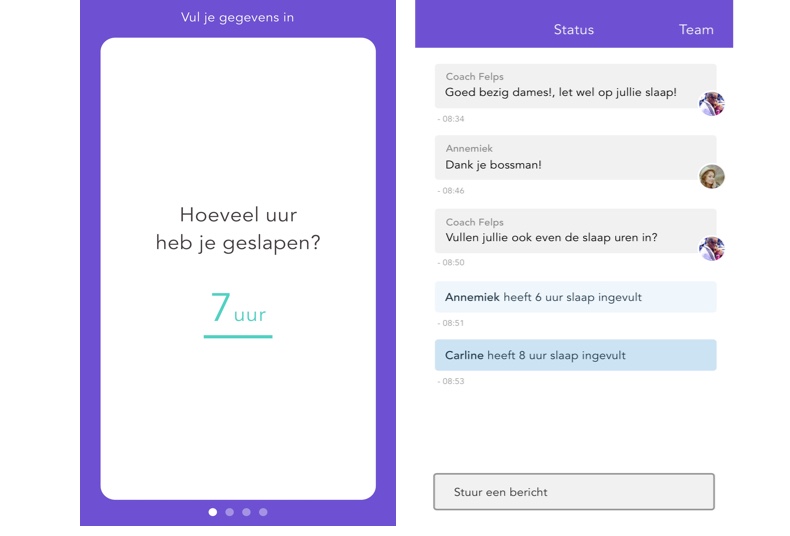 Vul je gegevens in
Hoeveel uur
heb je geslapen?
7 uur
Status
Team
Coach Felps
Goed bezig dames!, let wel op jullie slaap!
- 08:34
Annemiek
Dank je bossman!
- 08:46
Coach Felps
Vullen jullie ook even de slaap uren in?
- 08:50
Annemiek heeft 6 uur slaap ingevult
- 08:51
Carline heeft 8 uur slaap ingevult
- 08:53
Stuur een bericht